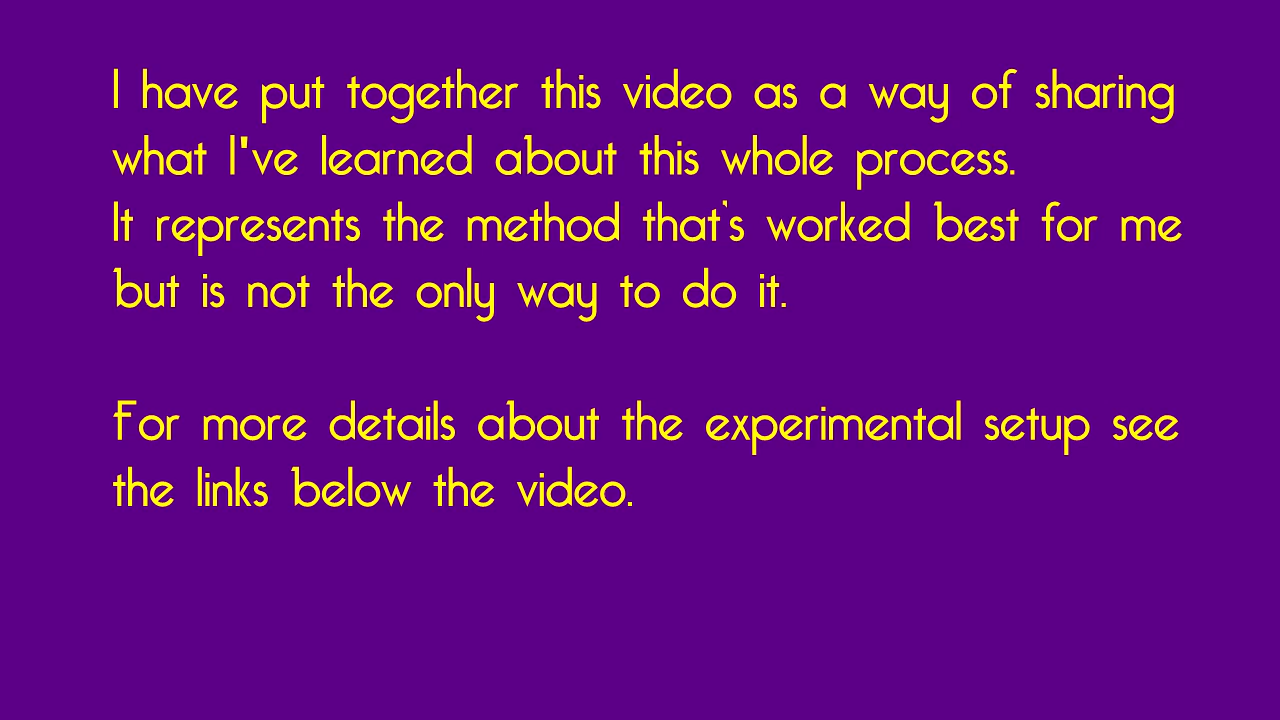 I have put together this video as a way of sharing
what I've learned about this whole process.
It represents the method that's worked best for me
but is not the only way to do it.
For more details about the experimental setup see
the links below the video.